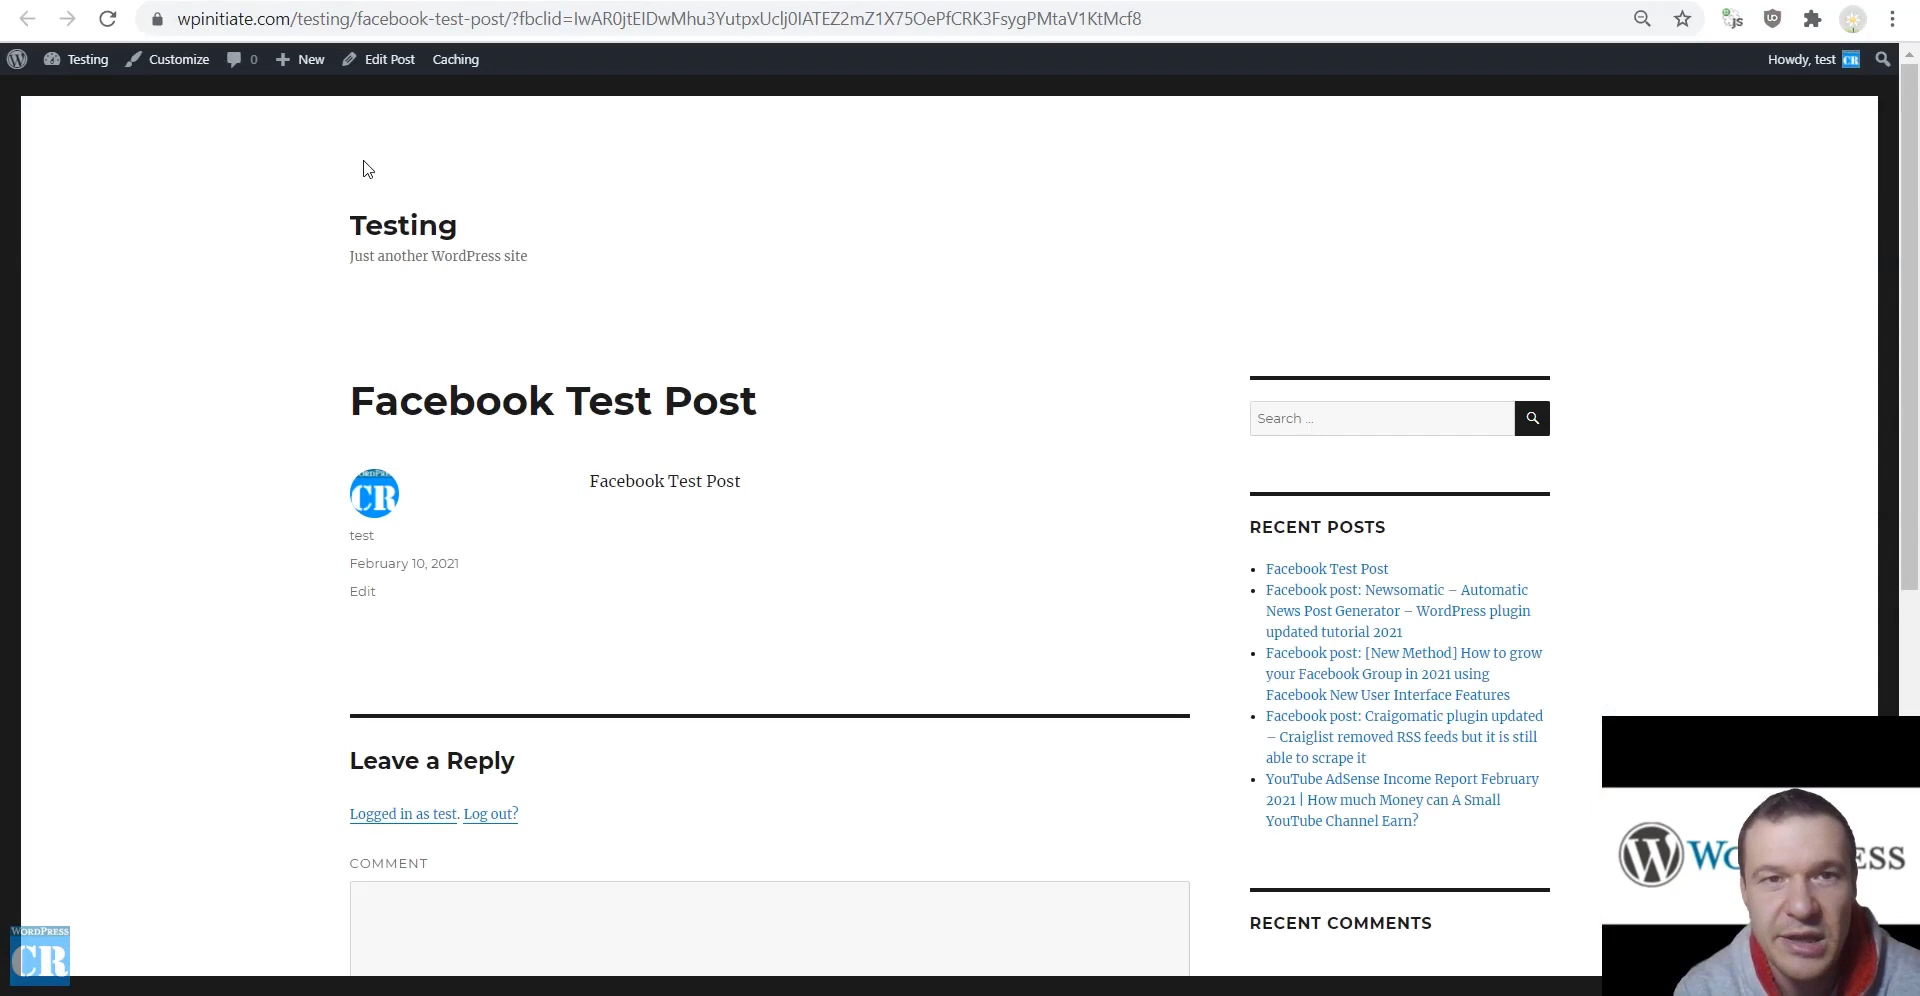 wpinitiate.com/testing/facebook-test-post/?fbclid=IwAR0jtEIDwMhu3YutpxUclj0IATEZ2mZ1X75OePfCRK3FsygPMtaV1KtMcf8
JS
Testing Customize 0 New Edit Post Caching
Howdy, test CR
Testing
Just another WordPress site
Facebook Test Post
CR
test
February 10, 2021
Edit
Facebook Test Post
Search ...
RECENT POSTS
Facebook Test Post
Facebook post: Newsomatic – Automatic
News Post Generator – WordPress plugin
updated tutorial 2021
Facebook post: [New Method] How to grow
your Facebook Group in 2021 using
Facebook New User Interface Features
Facebook post: Craigomatic plugin updated
– Craiglist removed RSS feeds but it is still
able to scrape it
YouTube AdSense Income Report February
2021 | How much Money can A Small
YouTube Channel Earn?
Leave a Reply
Logged in as test. Log out?
COMMENT
RECENT COMMENTS
WORDPRESS
CR